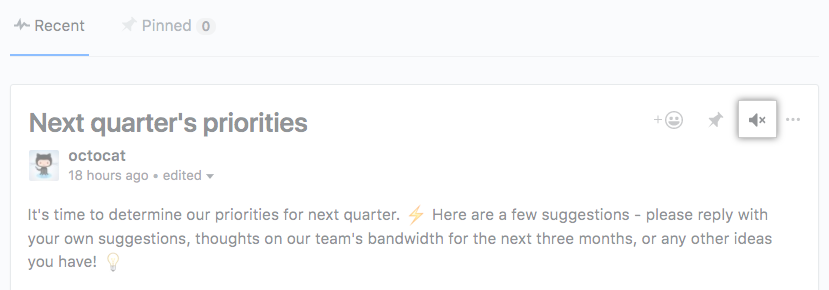 Recent
Pinned 0
Next quarter's priorities
octocat
18 hours ago • edited
It's time to determine our priorities for next quarter. ⚡ Here are a few suggestions - please reply with
your own suggestions, thoughts on our team's bandwidth for the next three months, or any other ideas
you have! 💡